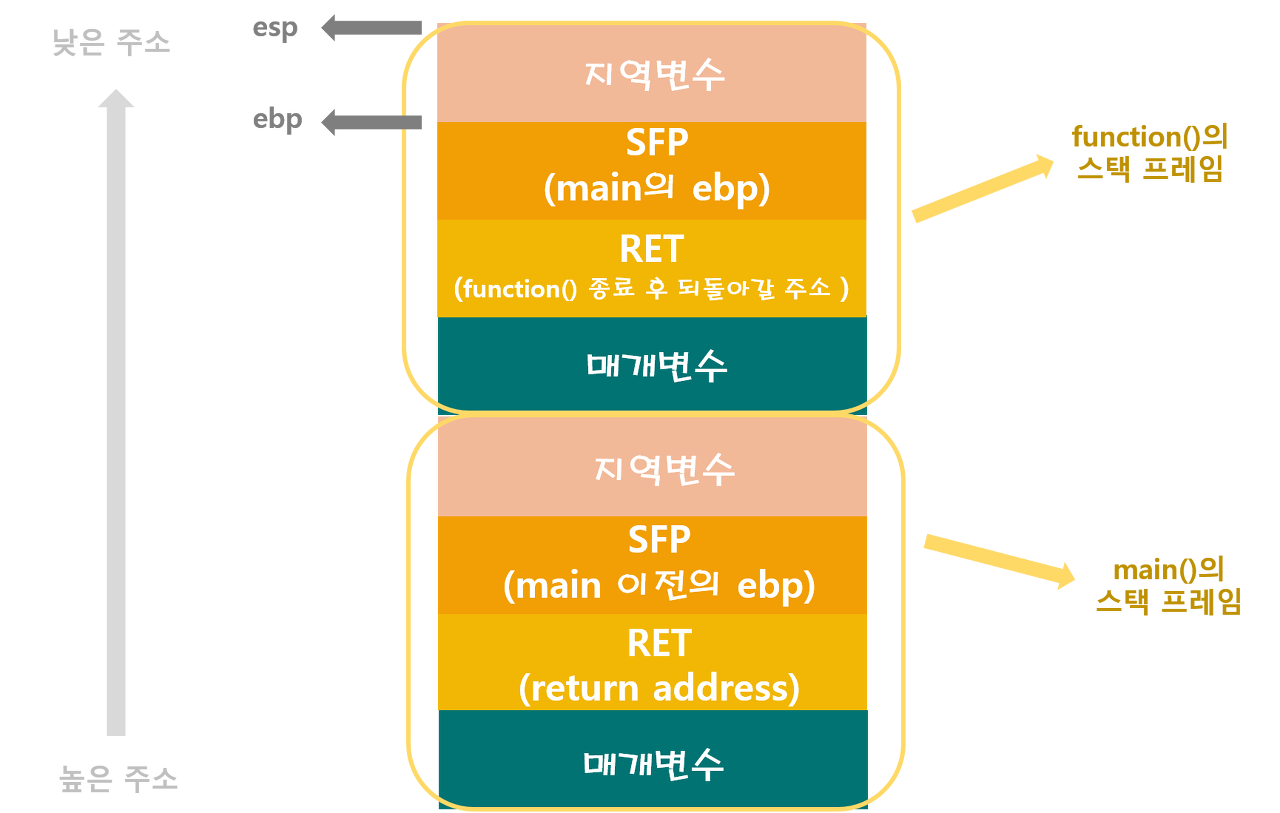 낮은 주소
esp
ebp
지역변수
SFP
(main의 ebp)
RET
(function() 종료 후 되돌아갈 주소 )
매개변수
function()의
스택 프레임
지역변수
SFP
(main 이전의 ebp)
RET
(return address)
매개변수
main()의
스택 프레임
높은 주소